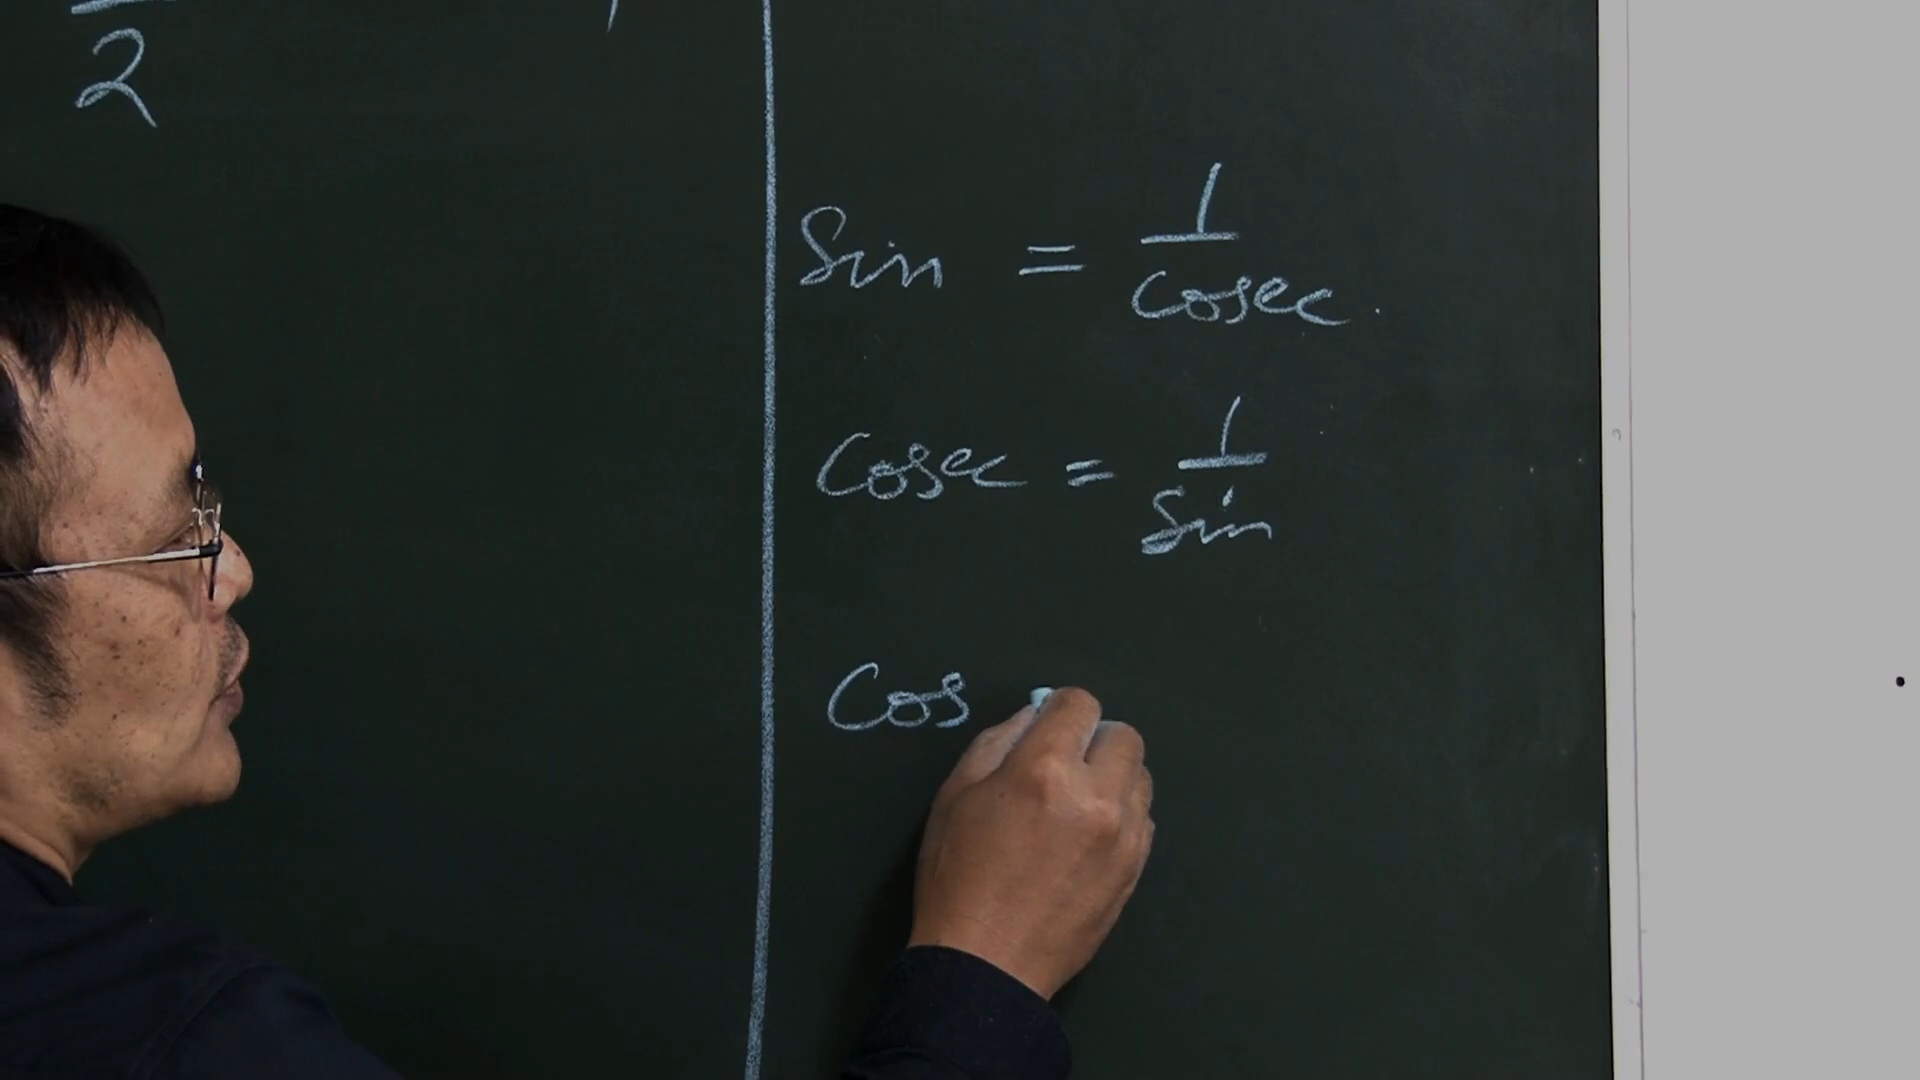 2
Sin = 1/cosec.
Cosec = 1/Sin
Cos